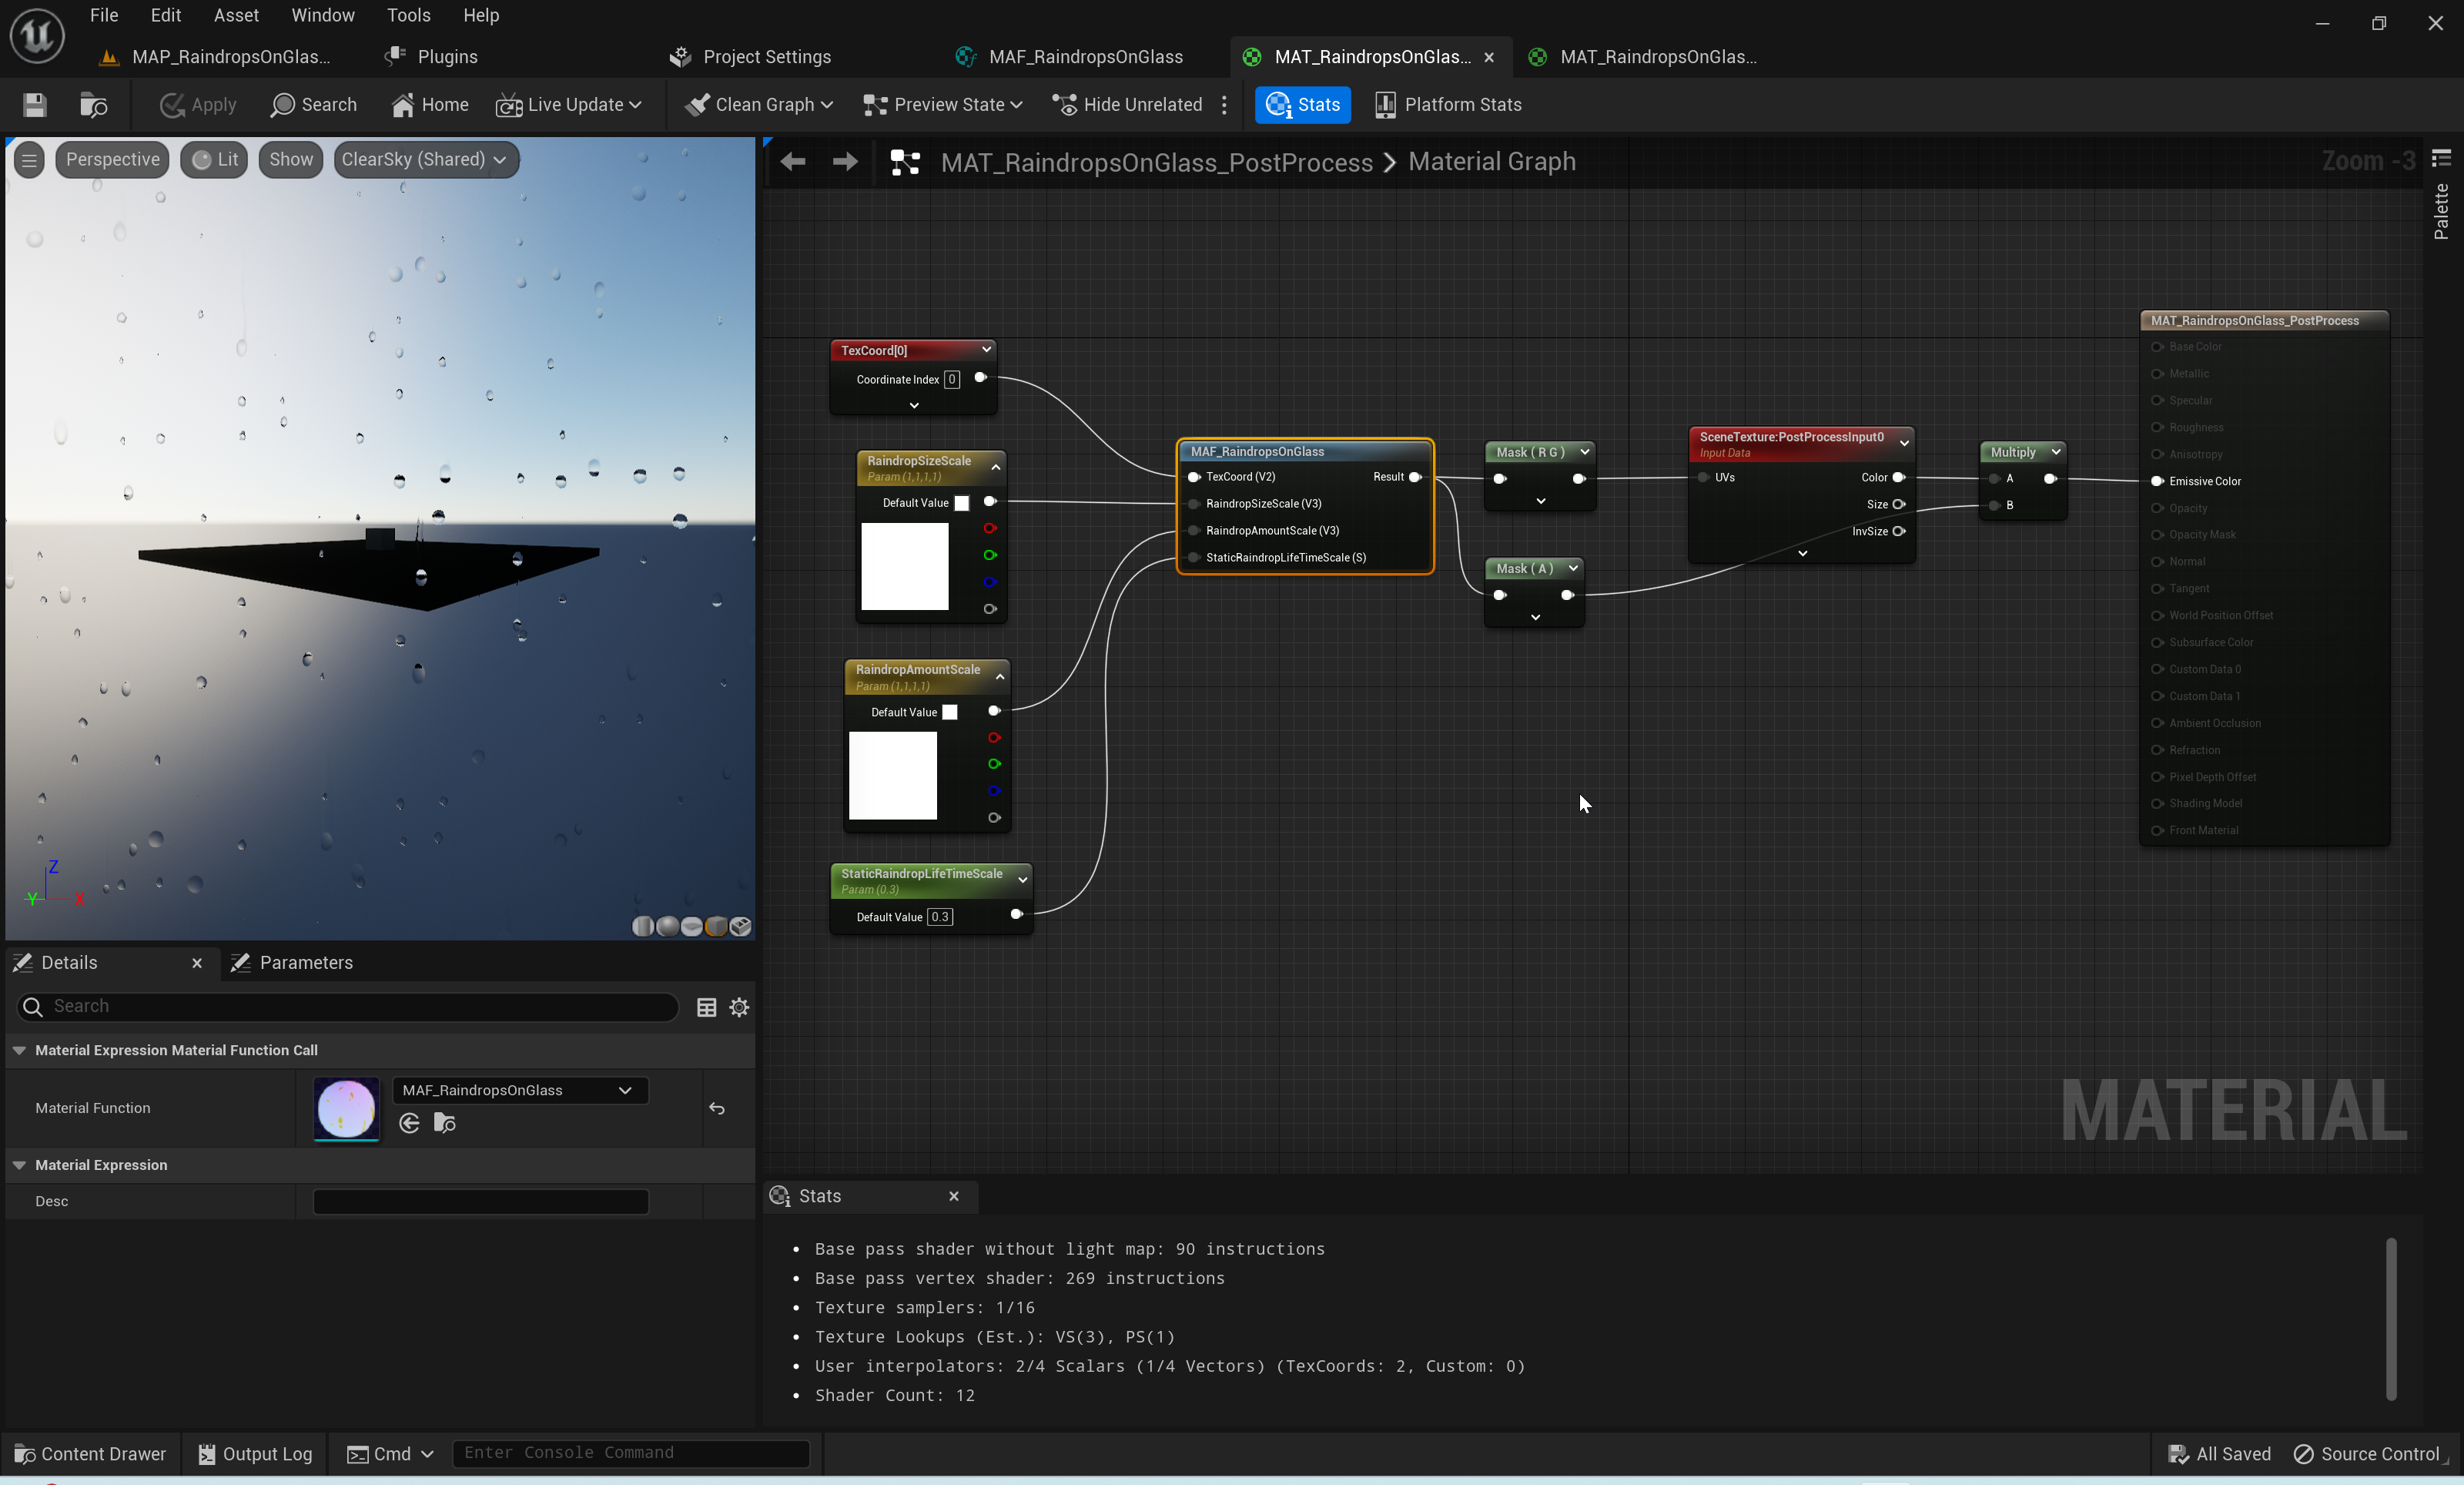 File Edit Asset Window Tools Help
MAP_RaindropsOnGlas...
Plugins
Project Settings
MAF_RaindropsOnGlass
MAT_RaindropsOnGlas...
MAT_RaindropsOnGlas...
Apply
Search
Home
Live Update
Clean Graph
Preview State
Hide Unrelated
Stats
Platform Stats
Perspective
Lit
Show
ClearSky (Shared)
MAT_RaindropsOnGlass_PostProcess > Material Graph
Zoom -3
Palette
TexCoord[0]
Coordinate Index 0
RaindropSizeScale
Param (1,1,1,1)
Default Value
RaindropAmountScale
Param (1,1,1,1)
Default Value
StaticRaindropLifeTimeScale
Param (0.3)
Default Value 0.3
MAF_RaindropsOnGlass
TexCoord (V2) Result
RaindropSizeScale (V3)
RaindropAmountScale (V3)
StaticRaindropLifeTimeScale (S)
Mask ( R G )
Mask ( A )
SceneTexture:PostProcessInput0
Input Data
UVs Color
Size
InvSize
Multiply
A
B
MAT_RaindropsOnGlass_PostProcess
Base Color
Metallic
Specular
Roughness
Anisotropy
Emissive Color
Opacity
Opacity Mask
Normal
Tangent
World Position Offset
Subsurface Color
Custom Data 0
Custom Data 1
Ambient Occlusion
Refraction
Pixel Depth Offset
Shading Model
Front Material
MATERIAL
Z
Y
X
Details
Parameters
Search
Material Expression Material Function Call
Material Function
MAF_RaindropsOnGlass
Material Expression
Desc
Stats
• Base pass shader without light map: 90 instructions
• Base pass vertex shader: 269 instructions
• Texture samplers: 1/16
• Texture Lookups (Est.): VS(3), PS(1)
• User interpolators: 2/4 Scalars (1/4 Vectors) (TexCoords: 2, Custom: 0)
• Shader Count: 12
Content Drawer
Output Log
Cmd
Enter Console Command
All Saved
Source Control